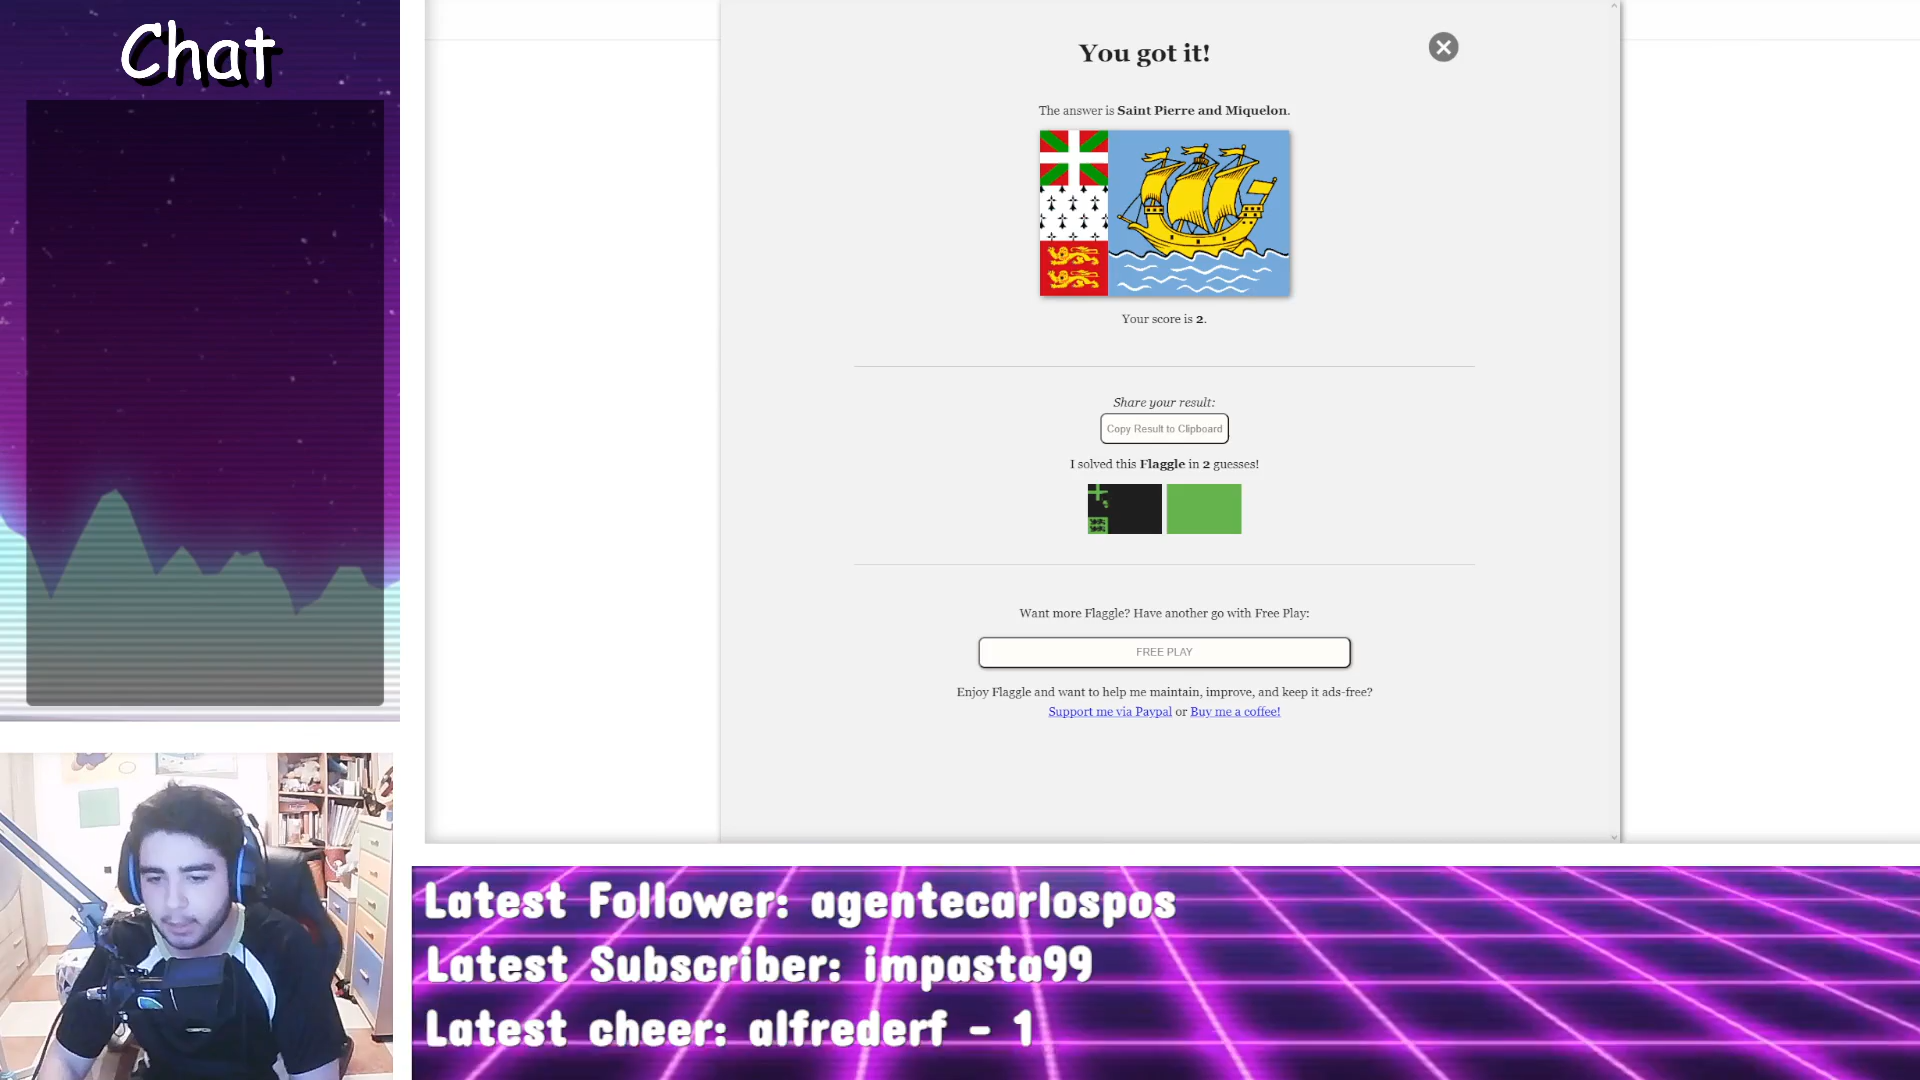 Chat
You got it!
The answer is Saint Pierre and Miquelon.
Your score is 2.
Share your result:
Copy Result to Clipboard
I solved this Flaggle in 2 guesses!
Want more Flaggle? Have another go with Free Play:
FREE PLAY
Enjoy Flaggle and want to help me maintain, improve, and keep it ads-free?
Support me via Paypal or Buy me a coffee!
Latest Follower: agentecarlospos
Latest Subscriber: impasta99
Latest cheer: alfrederf - 1